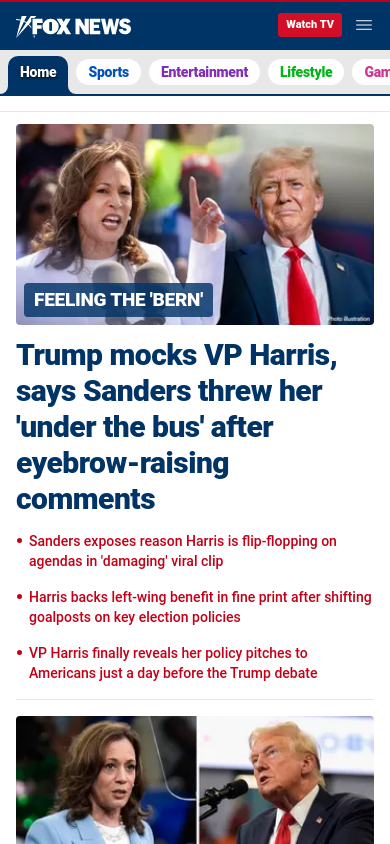 FOX NEWS
Watch TV
Home
Sports
Entertainment
Lifestyle
Gam
FEELING THE 'BERN'
Photo Illustration
Trump mocks VP Harris,
says Sanders threw her
'under the bus' after
eyebrow-raising
comments
• Sanders exposes reason Harris is flip-flopping on
agendas in 'damaging' viral clip
• Harris backs left-wing benefit in fine print after shifting
goalposts on key election policies
• VP Harris finally reveals her policy pitches to
Americans just a day before the Trump debate